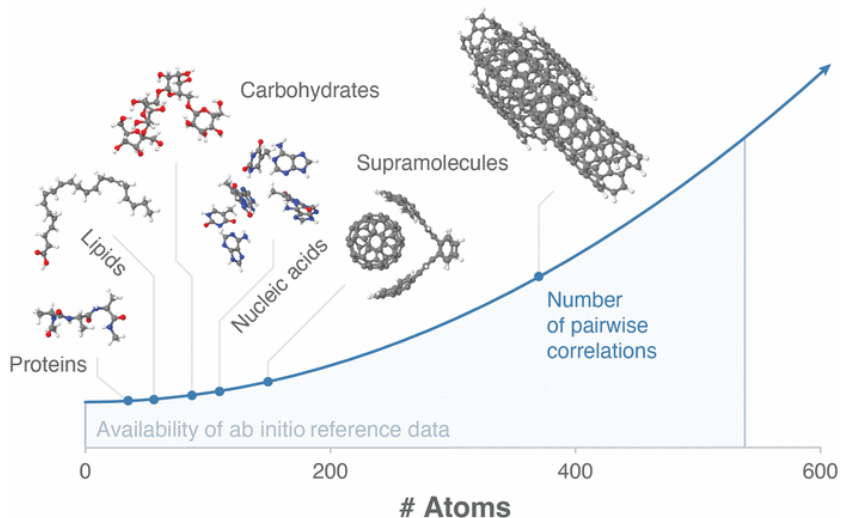 Carbohydrates
Supramolecules
Lipids
Nucleic acids
Proteins
Number
of pairwise
correlations
Availability of ab initio reference data
0
200
400
600
# Atoms